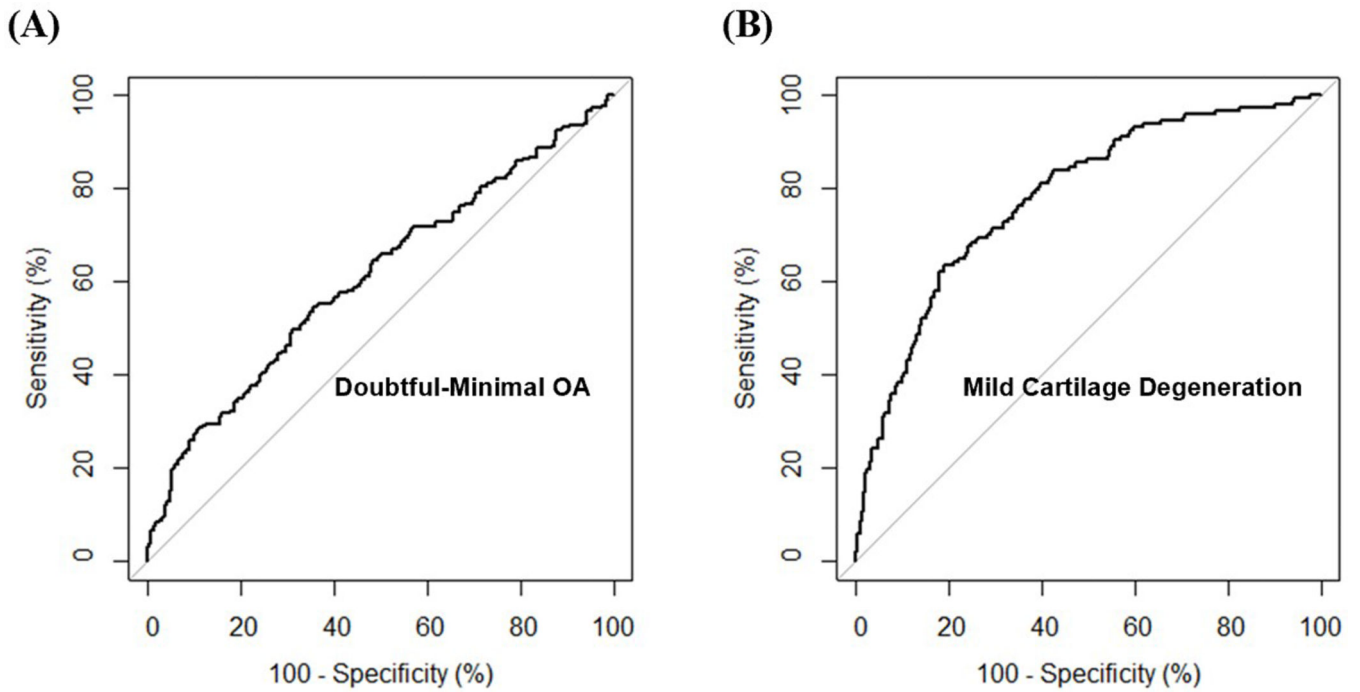 (A)
100
80
60
40
20
0
Sensitivity (%)
Doubtful-Minimal OA
0 20 40 60 80 100
100 - Specificity (%)
(B)
100
80
60
40
20
0
Sensitivity (%)
Mild Cartilage Degeneration
0 20 40 60 80 100
100 - Specificity (%)